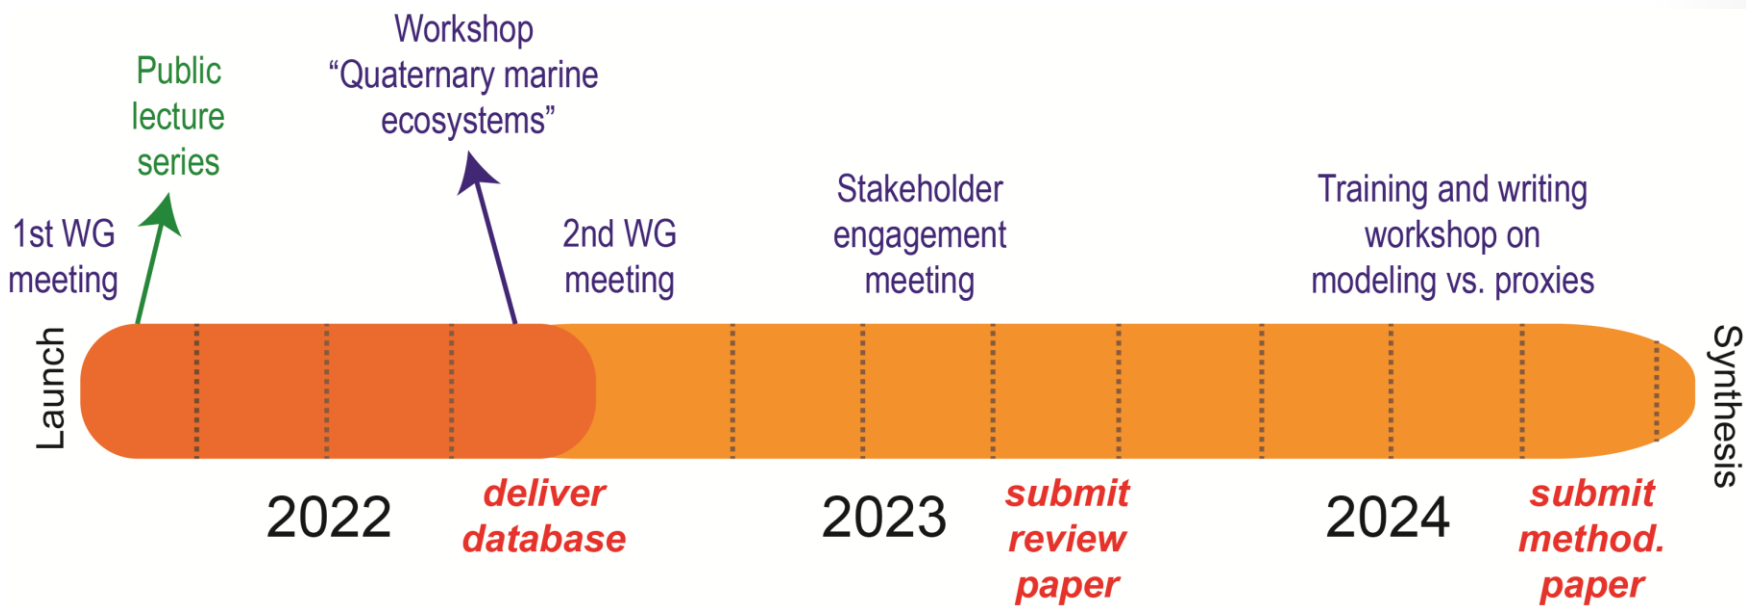 Public
lecture
series
Workshop
“Quaternary marine
ecosystems”
1st WG
meeting
2nd WG
meeting
Stakeholder
engagement
meeting
Training and writing
workshop on
modeling vs. proxies
Launch
Synthesis
2022
deliver
database
2023
submit
review
paper
2024
submit
method.
paper